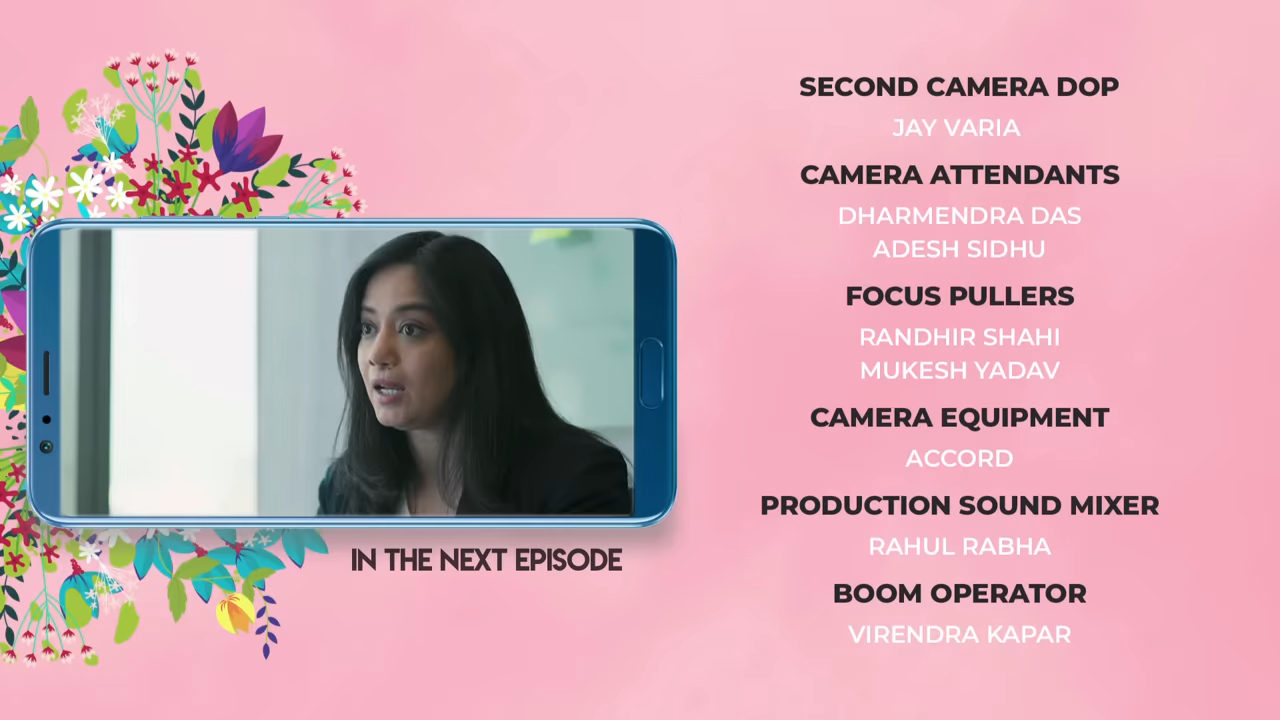 SECOND CAMERA DOP
JAY VARIA
CAMERA ATTENDANTS
DHARMENDRA DAS
ADESH SIDHU
FOCUS PULLERS
RANDHIR SHAHI
MUKESH YADAV
CAMERA EQUIPMENT
ACCORD
PRODUCTION SOUND MIXER
RAHUL RABHA
BOOM OPERATOR
VIRENDRA KAPAR
IN THE NEXT EPISODE